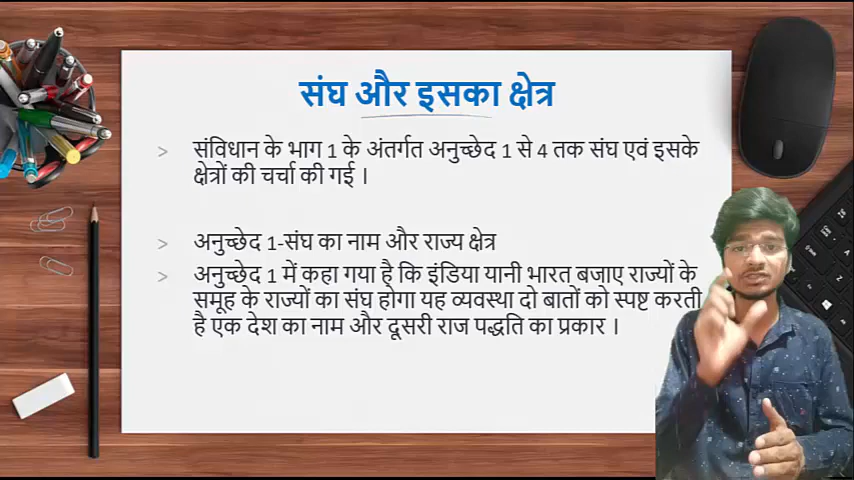 संघ और इसका क्षेत्र
> संविधान के भाग 1 के अंतर्गत अनुच्छेद 1 से 4 तक संघ एवं इसके
क्षेत्रों की चर्चा की गई ।
> अनुच्छेद 1-संघ का नाम और राज्य क्षेत्र
> अनुच्छेद 1 में कहा गया है कि इंडिया यानी भारत बजाए राज्यों के
समूह के राज्यों का संघ होगा यह व्यवस्था दो बातों को स्पष्ट करती
है एक देश का नाम और दूसरी राज पद्धति का प्रकार ।